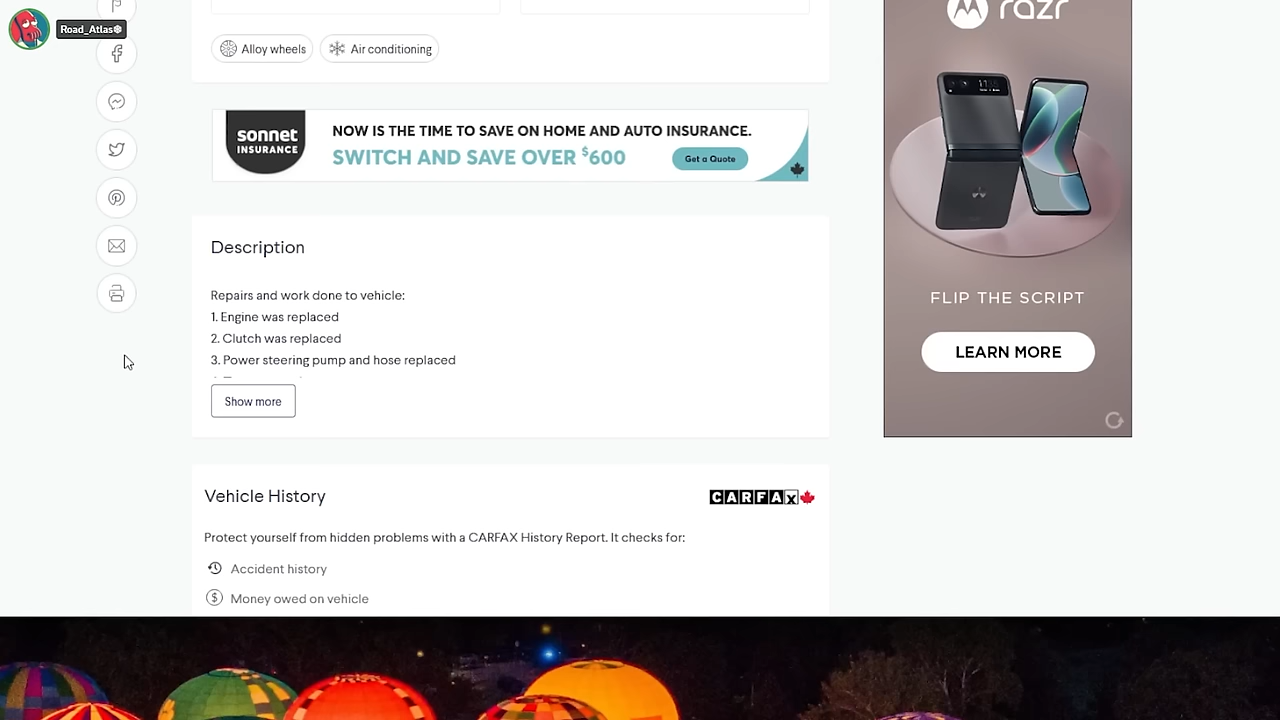 Road_Atlas
razr
Alloy wheels
Air conditioning
sonnet
INSURANCE
NOW IS THE TIME TO SAVE ON HOME AND AUTO INSURANCE.
SWITCH AND SAVE OVER $600
Get a Quote
Description
Repairs and work done to vehicle:
1. Engine was replaced
2. Clutch was replaced
3. Power steering pump and hose replaced
Show more
FLIP THE SCRIPT
LEARN MORE
Vehicle History
CARFAX
Protect yourself from hidden problems with a CARFAX History Report. It checks for:
Accident history
Money owed on vehicle